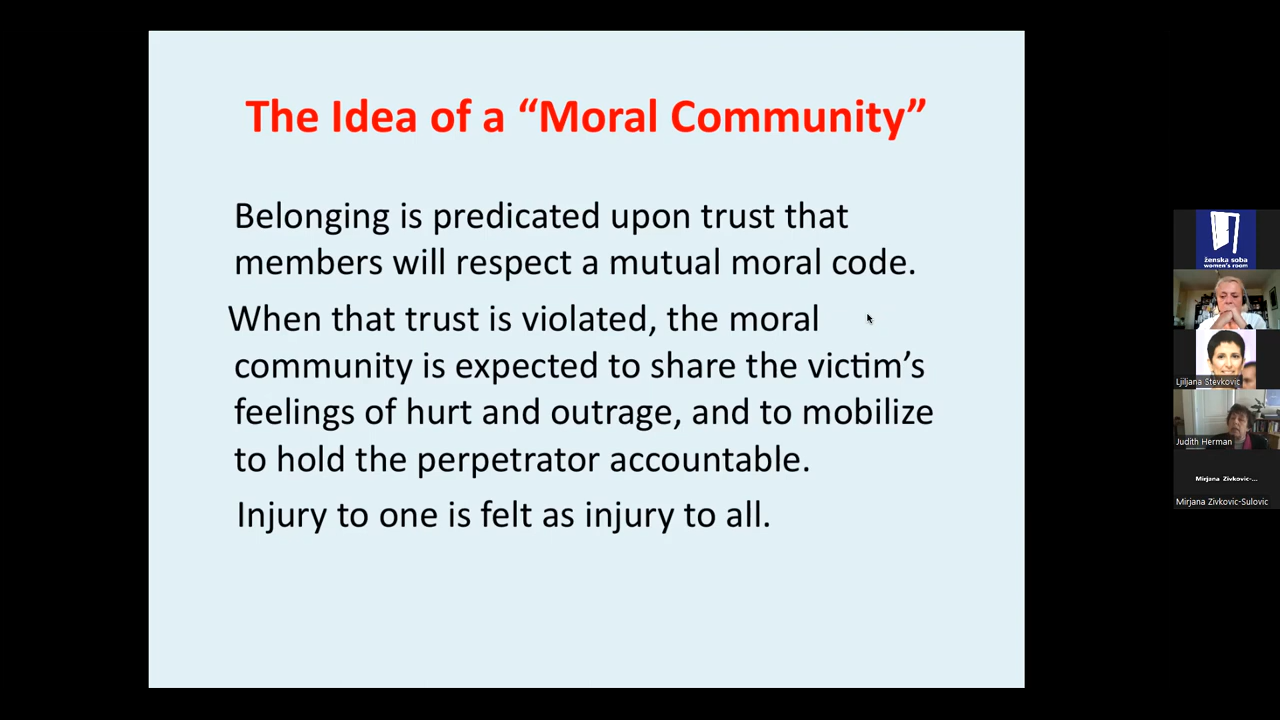 The Idea of a “Moral Community”
Belonging is predicated upon trust that
members will respect a mutual moral code.
When that trust is violated, the moral
community is expected to share the victim’s
feelings of hurt and outrage, and to mobilize
to hold the perpetrator accountable.
Injury to one is felt as injury to all.
ženska soba
women's room
Ljiljana Stevkovic
Judith Herman
Mirjana Zivkovic-...
Mirjana Zivkovic-Sulovic